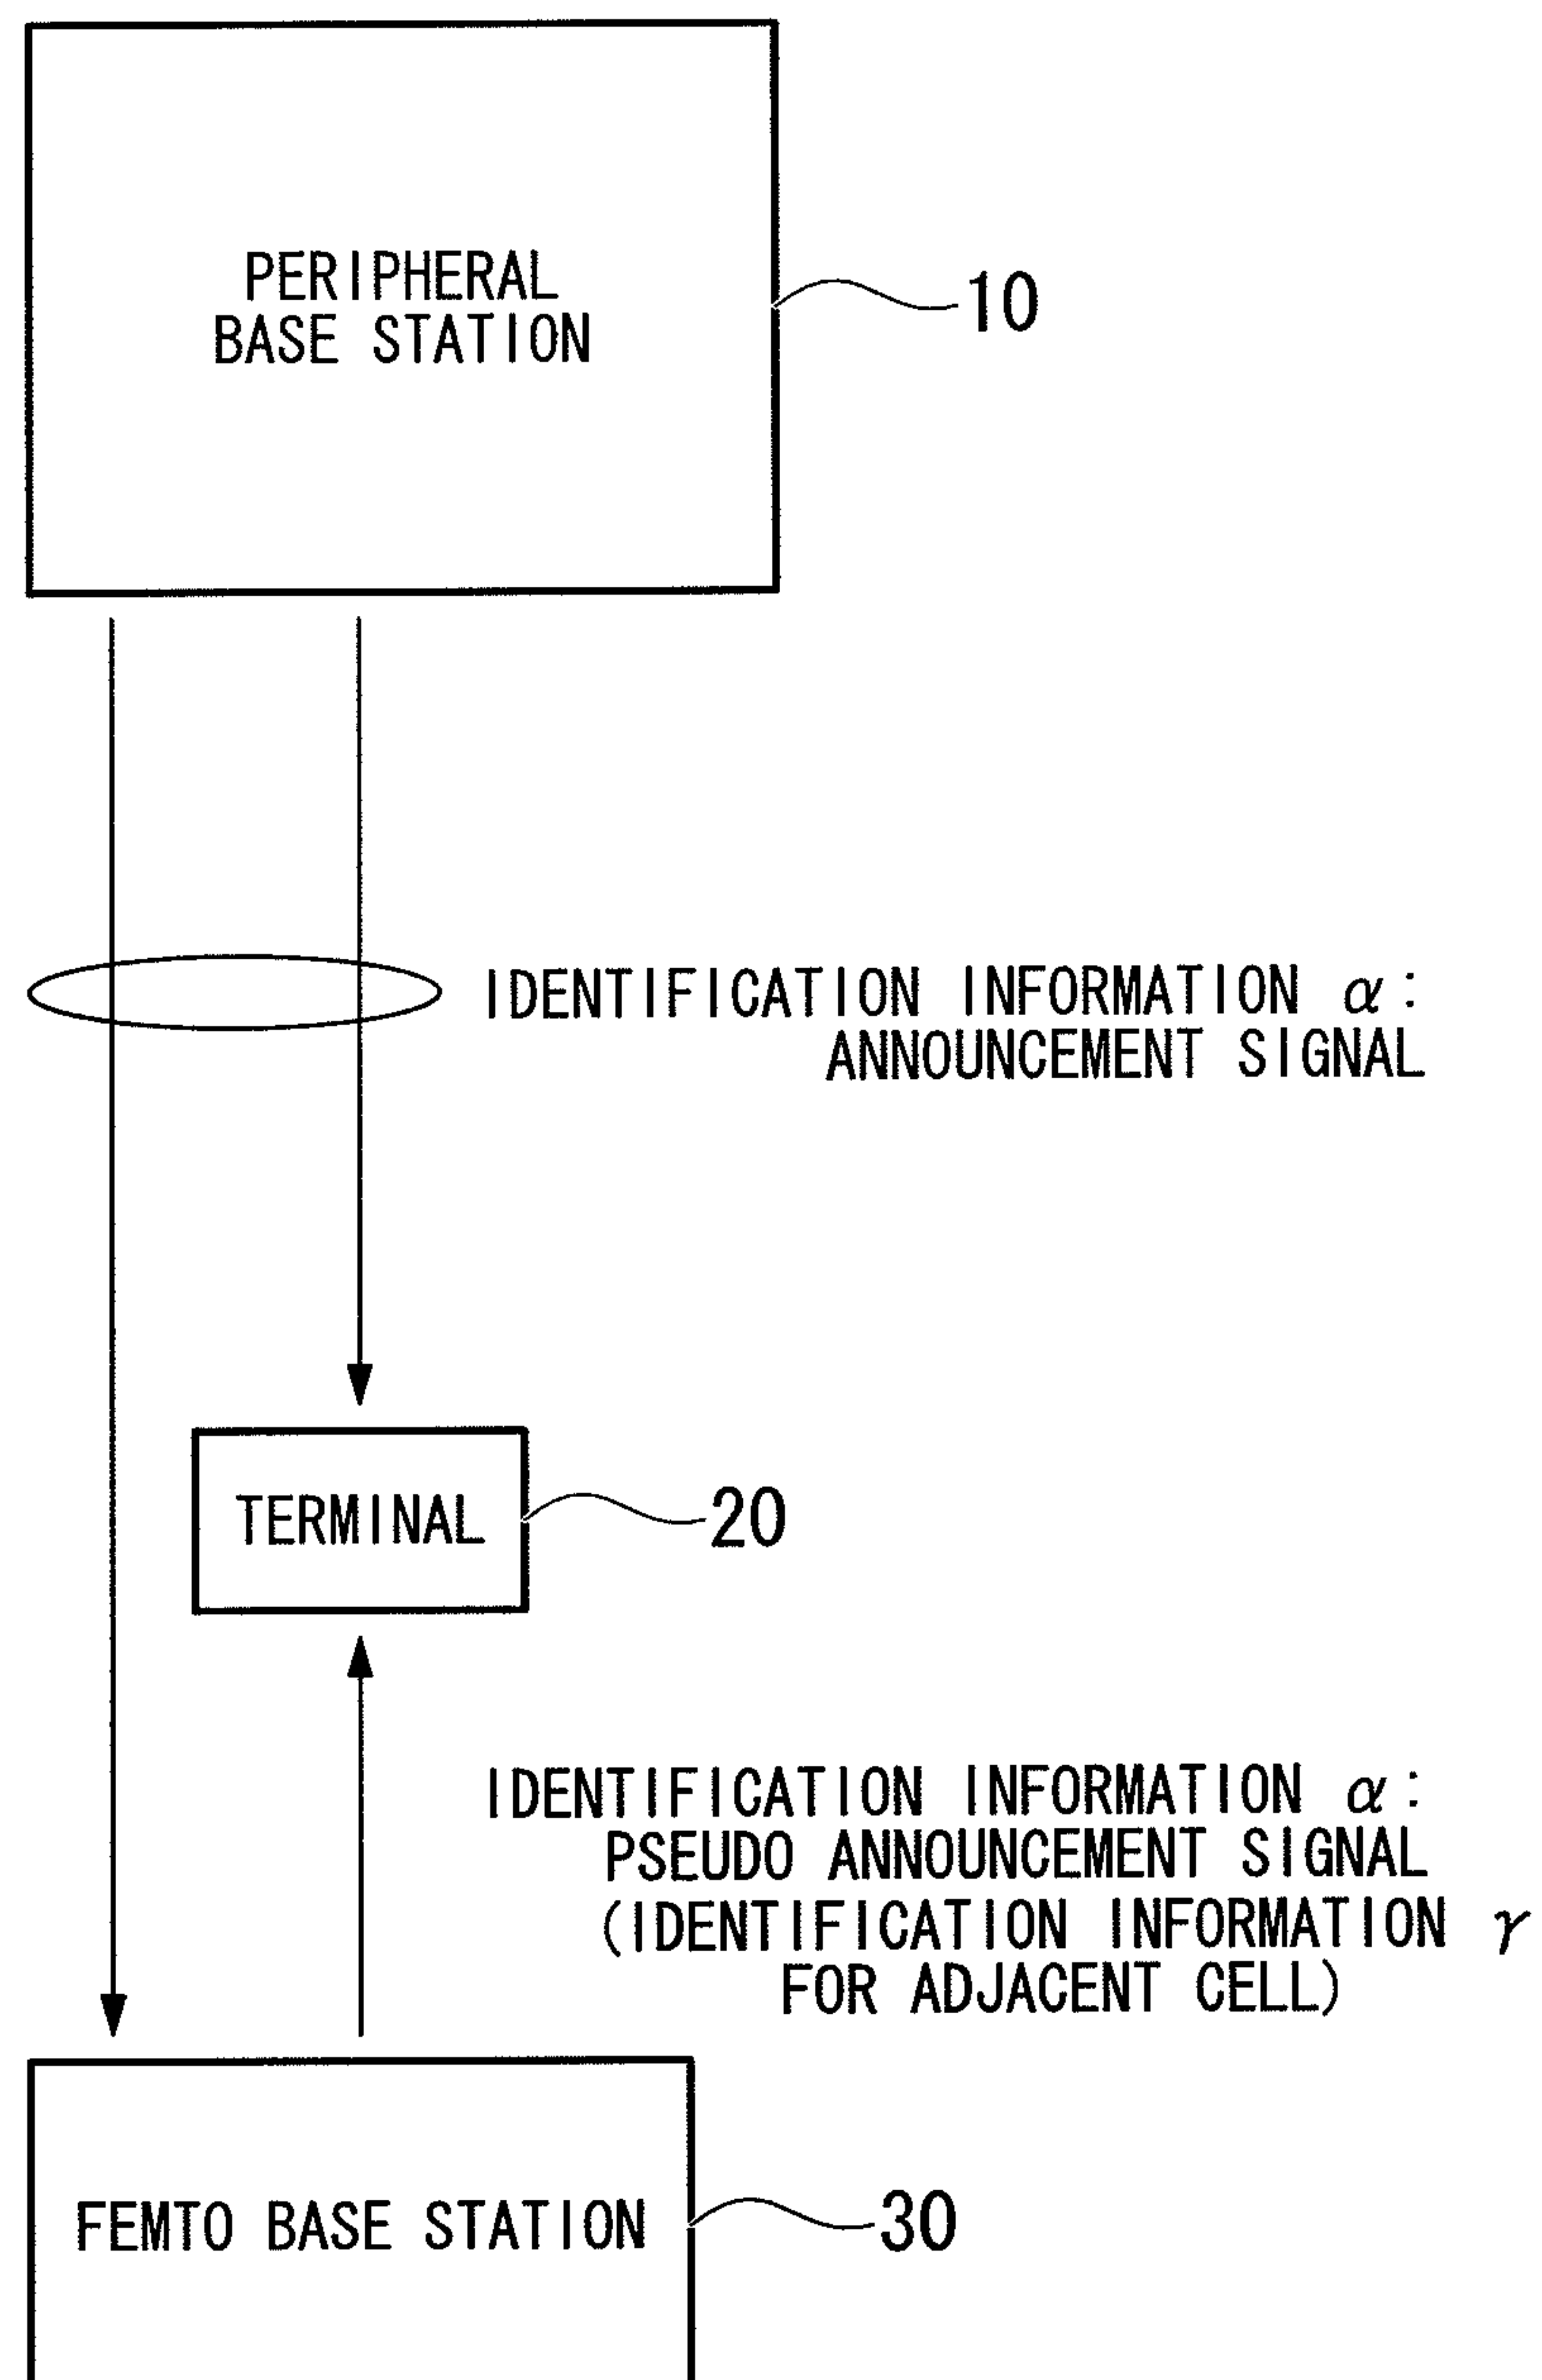 PERIPHERAL
BASE STATION
10
IDENTIFICATION INFORMATION α:
ANNOUNCEMENT SIGNAL
TERMINAL
20
IDENTIFICATION INFORMATION α:
PSEUDO ANNOUNCEMENT SIGNAL
(IDENTIFICATION INFORMATION γ
FOR ADJACENT CELL)
FEMTO BASE STATION
30